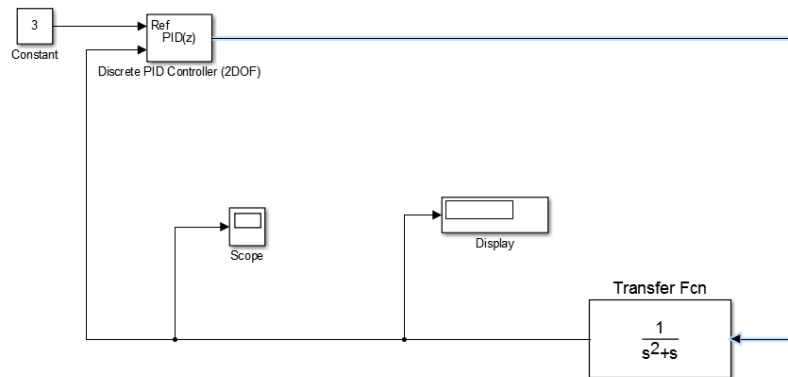 3
Constant
Ref
PID(z)
Discrete PID Controller (2DOF)
Scope
Display
Transfer Fcn
1
s²+s